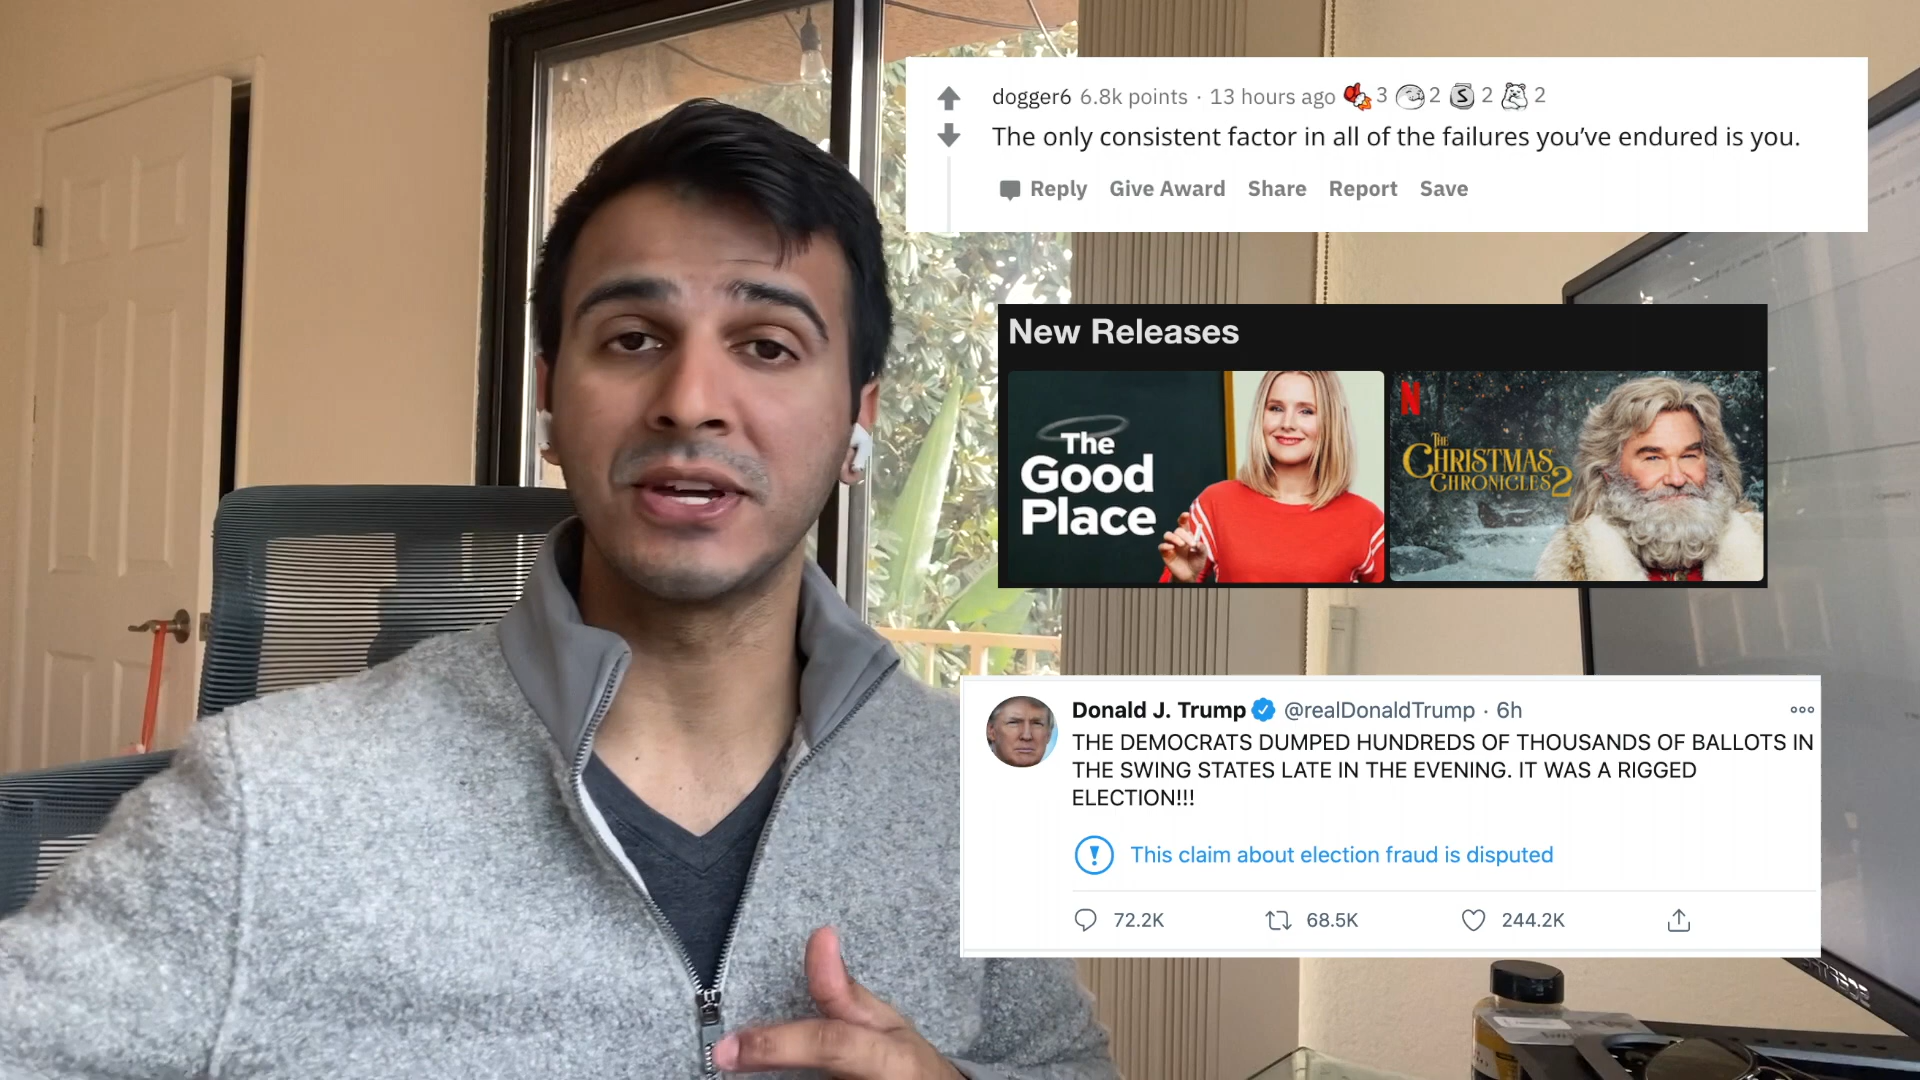 dogger6 6.8k points · 13 hours ago 3 2 S 2 2
The only consistent factor in all of the failures you’ve endured is you.
Reply Give Award Share Report Save
New Releases
The
Good
Place
N
THE
CHRISTMAS
CHRONICLES 2
Donald J. Trump @realDonaldTrump · 6h
THE DEMOCRATS DUMPED HUNDREDS OF THOUSANDS OF BALLOTS IN
THE SWING STATES LATE IN THE EVENING. IT WAS A RIGGED
ELECTION!!!
This claim about election fraud is disputed
72.2K 68.5K 244.2K